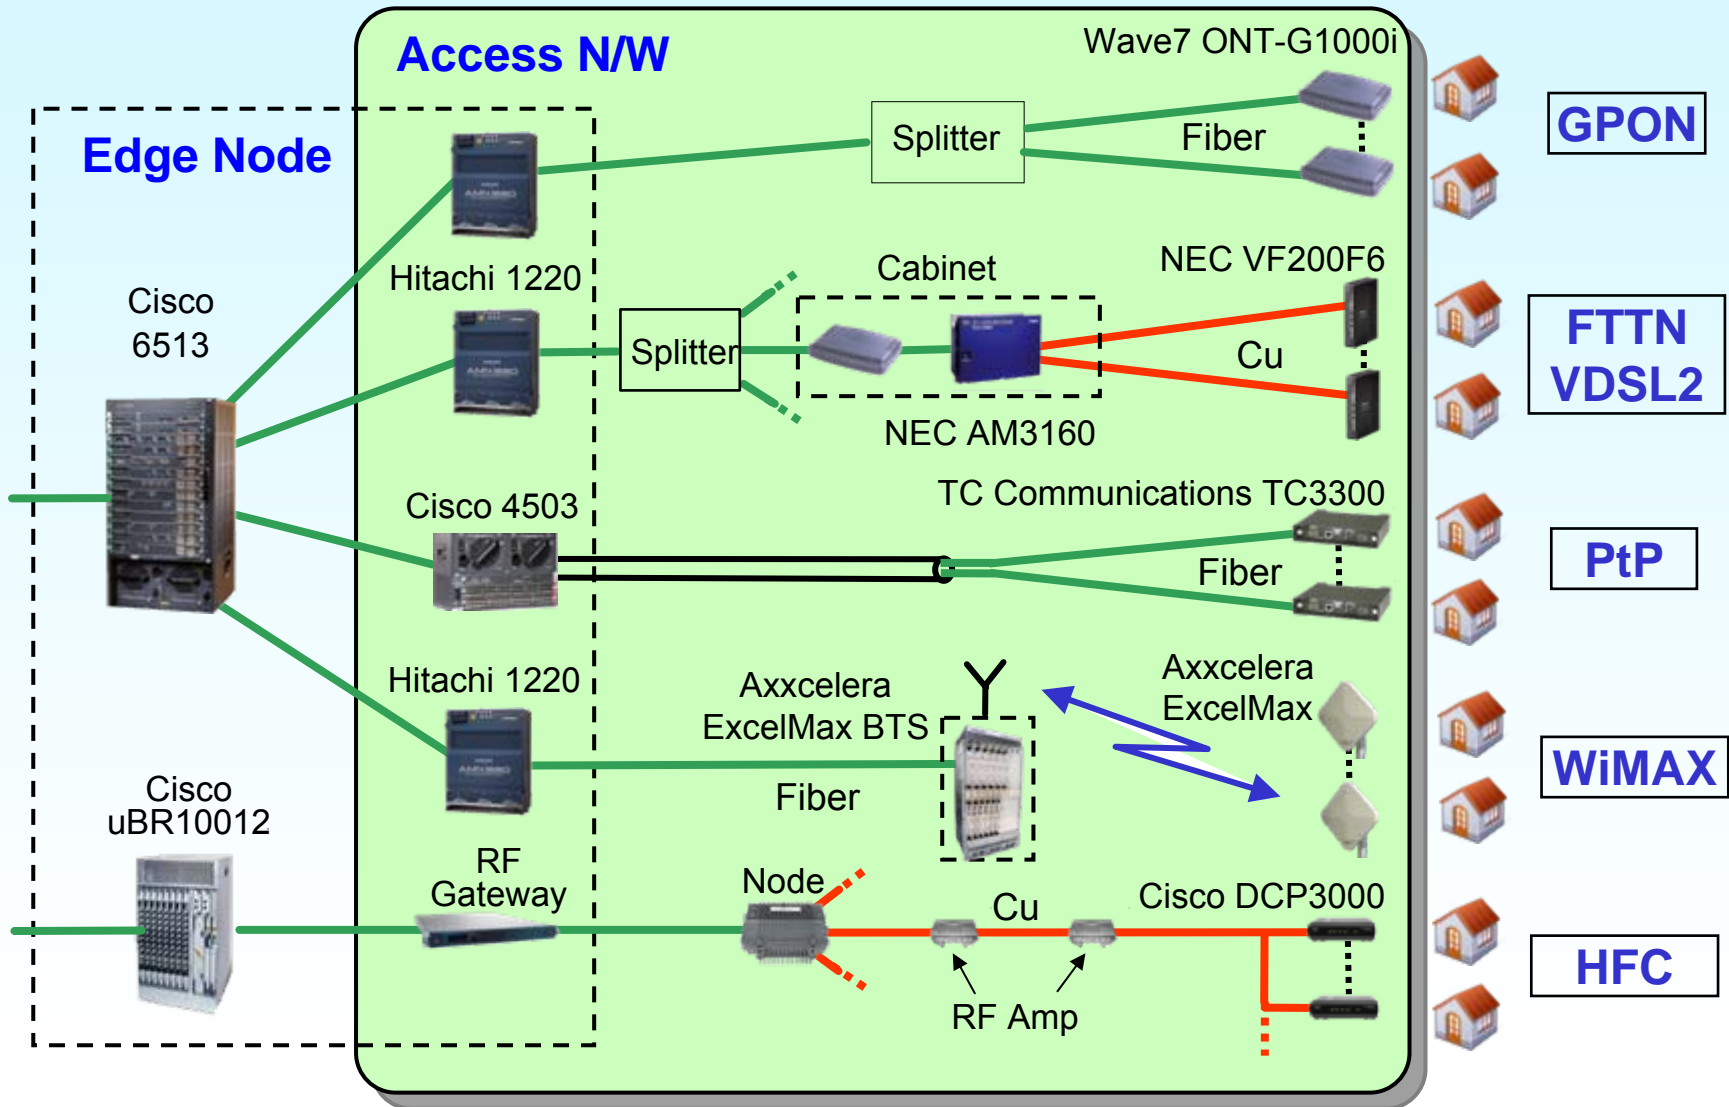 Access N/W
Wave7 ONT-G1000i
Edge Node
Splitter
Fiber
GPON
Hitachi 1220
Cabinet
NEC VF200F6
Cisco
6513
Splitter
Cu
FTTN
VDSL2
NEC AM3160
Cisco 4503
TC Communications TC3300
Fiber
PtP
Hitachi 1220
Axxcelera
ExcelMax BTS
Axxcelera
ExcelMax
Fiber
WiMAX
Cisco
uBR10012
RF
Gateway
Node
Cu
Cisco DCP3000
RF Amp
HFC